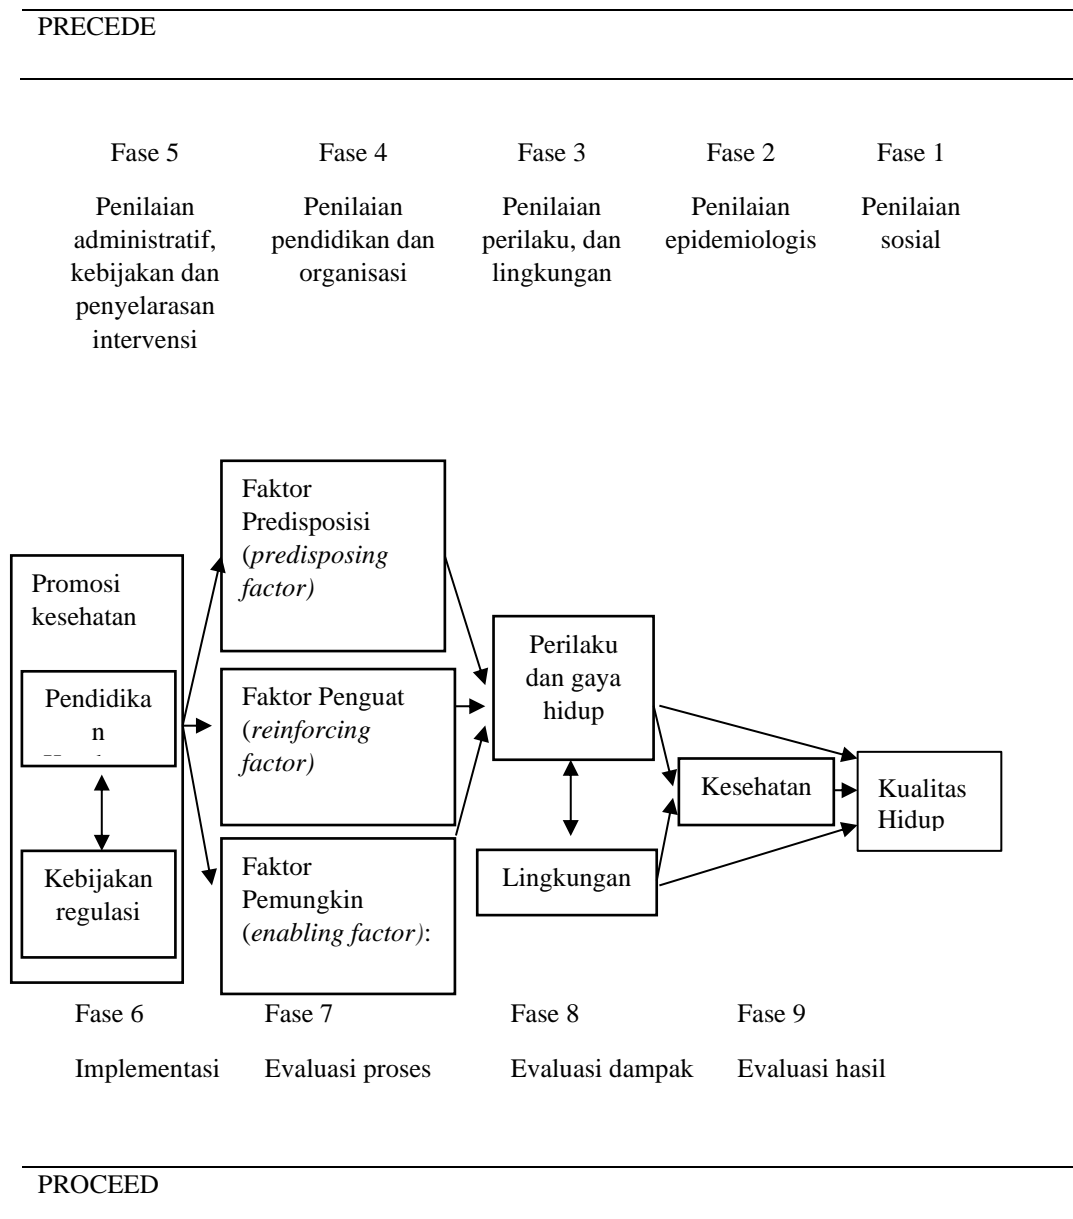 PRECEDE
Fase 5
Penilaian
administratif,
kebijakan dan
penyelarasan
intervensi
Fase 4
Penilaian
pendidikan dan
organisasi
Fase 3
Penilaian
perilaku, dan
lingkungan
Fase 2
Penilaian
epidemiologis
Fase 1
Penilaian
sosial
Promosi
kesehatan
Pendidika
n
Kebijakan
regulasi
Faktor
Predisposisi
(predisposing
factor)
Faktor Penguat
(reinforcing
factor)
Faktor
Pemungkin
(enabling factor):
Perilaku
dan gaya
hidup
Lingkungan
Kesehatan
Kualitas
Hidup
Fase 6
Implementasi
Fase 7
Evaluasi proses
Fase 8
Evaluasi dampak
Fase 9
Evaluasi hasil
PROCEED